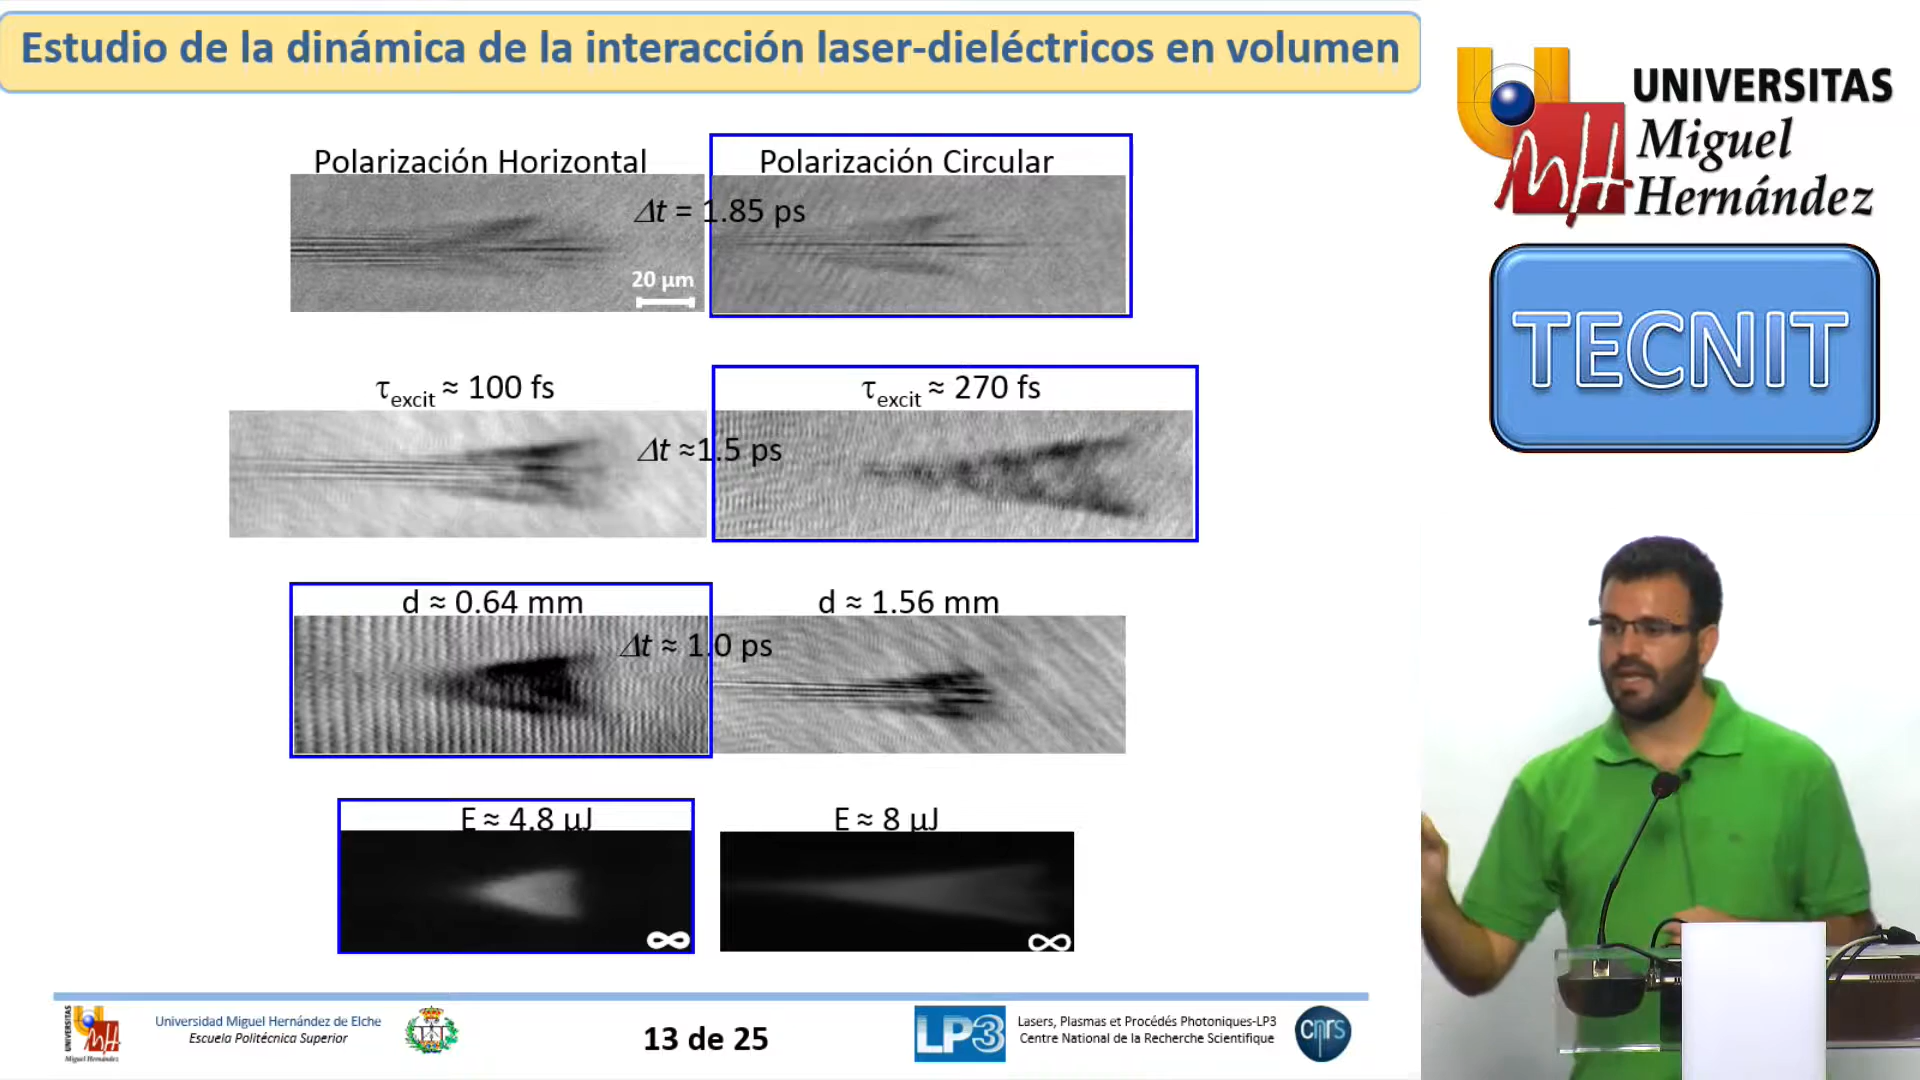 Estudio de la dinámica de la interacción laser-dieléctricos en volumen
UNIVERSITAS
Miguel
Hernández
TECNIT
Polarización Horizontal
Polarización Circular
Δt = 1.85 ps
20 µm
τexcit ≈ 100 fs
τexcit ≈ 270 fs
Δt ≈1.5 ps
d ≈ 0.64 mm
d ≈ 1.56 mm
Δt ≈ 1.0 ps
E ≈ 4.8 µJ
E ≈ 8 µJ
∞
∞
UNIVERSITAS
Miguel Hernández
Universidad Miguel Hernández de Elche
Escuela Politécnica Superior
13 de 25
LP3
Lasers, Plasmas et Procédés Photoniques-LP3
Centre National de la Recherche Scientifique
cnrs